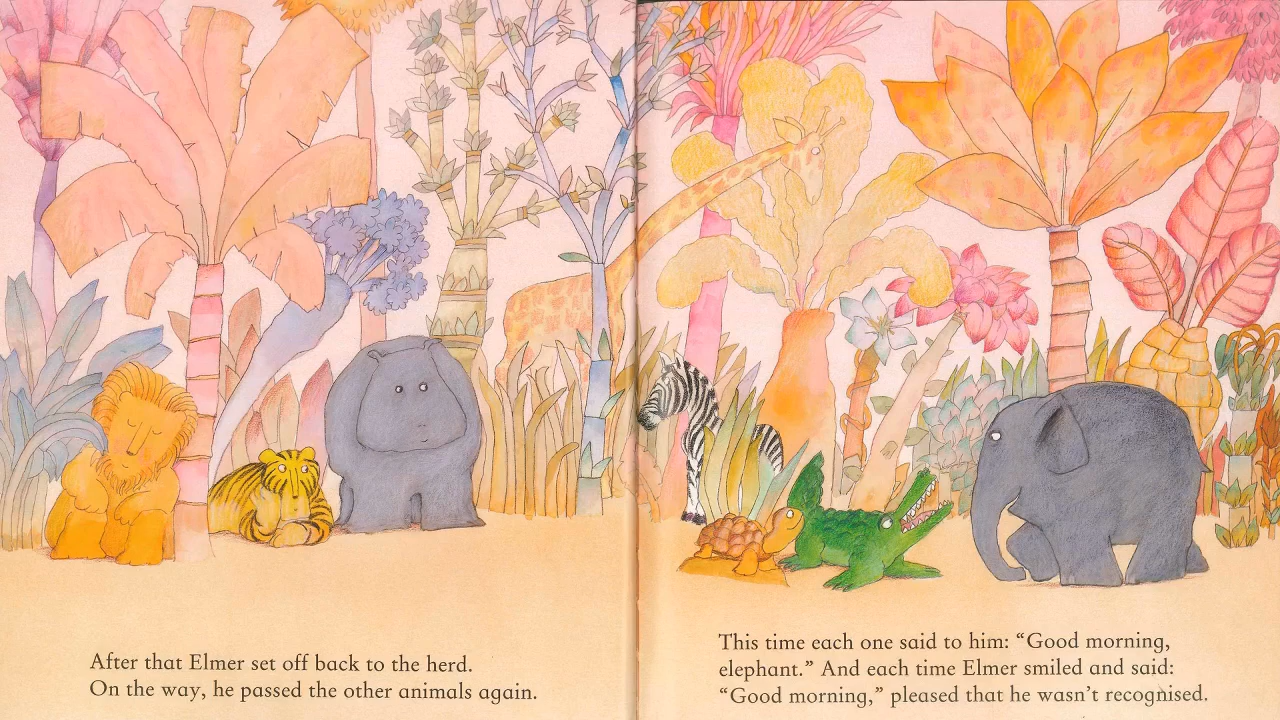 After that Elmer set off back to the herd.
On the way, he passed the other animals again.
This time each one said to him: “Good morning,
elephant.” And each time Elmer smiled and said:
“Good morning,” pleased that he wasn’t recognised.